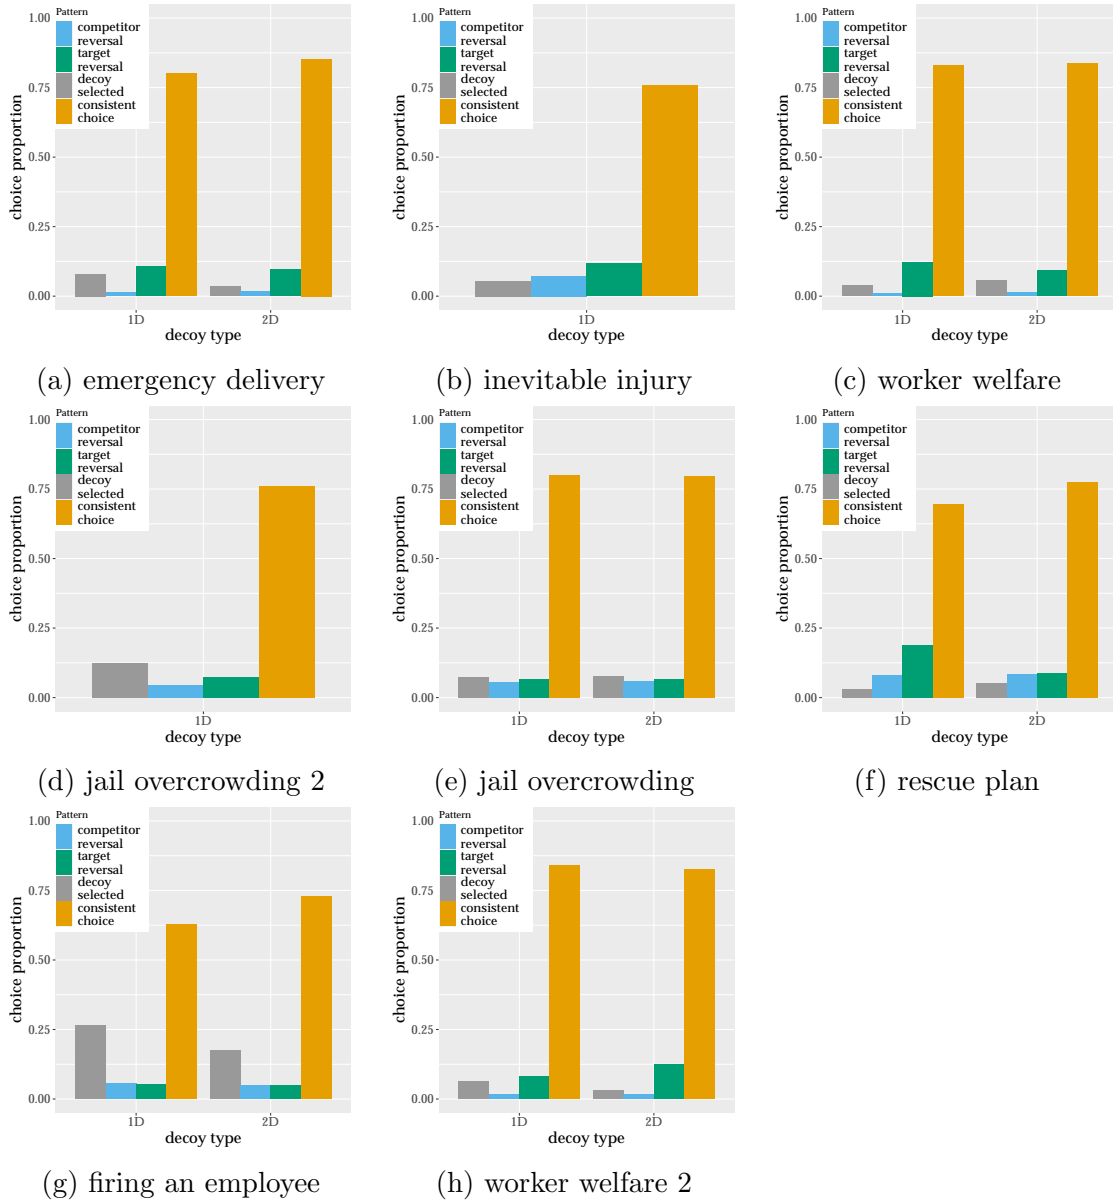 Pattern
competitor
reversal
target
reversal
decoy
selected
consistent
choice
1.00
0.75
0.50
0.25
0.00
choice proportion
1D 2D
decoy type
(a) emergency delivery
Pattern
competitor
reversal
target
reversal
decoy
selected
consistent
choice
1.00
0.75
0.50
0.25
0.00
choice proportion
1D
decoy type
(b) inevitable injury
Pattern
competitor
reversal
target
reversal
decoy
selected
consistent
choice
1.00
0.75
0.50
0.25
0.00
choice proportion
1D 2D
decoy type
(c) worker welfare
Pattern
competitor
reversal
target
reversal
decoy
selected
consistent
choice
1.00
0.75
0.50
0.25
0.00
choice proportion
1D
decoy type
(d) jail overcrowding 2
Pattern
competitor
reversal
target
reversal
decoy
selected
consistent
choice
1.00
0.75
0.50
0.25
0.00
choice proportion
1D 2D
decoy type
(e) jail overcrowding
Pattern
competitor
reversal
target
reversal
decoy
selected
consistent
choice
1.00
0.75
0.50
0.25
0.00
choice proportion
1D 2D
decoy type
(f) rescue plan
Pattern
competitor
reversal
target
reversal
decoy
selected
consistent
choice
1.00
0.75
0.50
0.25
0.00
choice proportion
1D 2D
decoy type
(g) firing an employee
Pattern
competitor
reversal
target
reversal
decoy
selected
consistent
choice
1.00
0.75
0.50
0.25
0.00
choice proportion
1D 2D
decoy type
(h) worker welfare 2